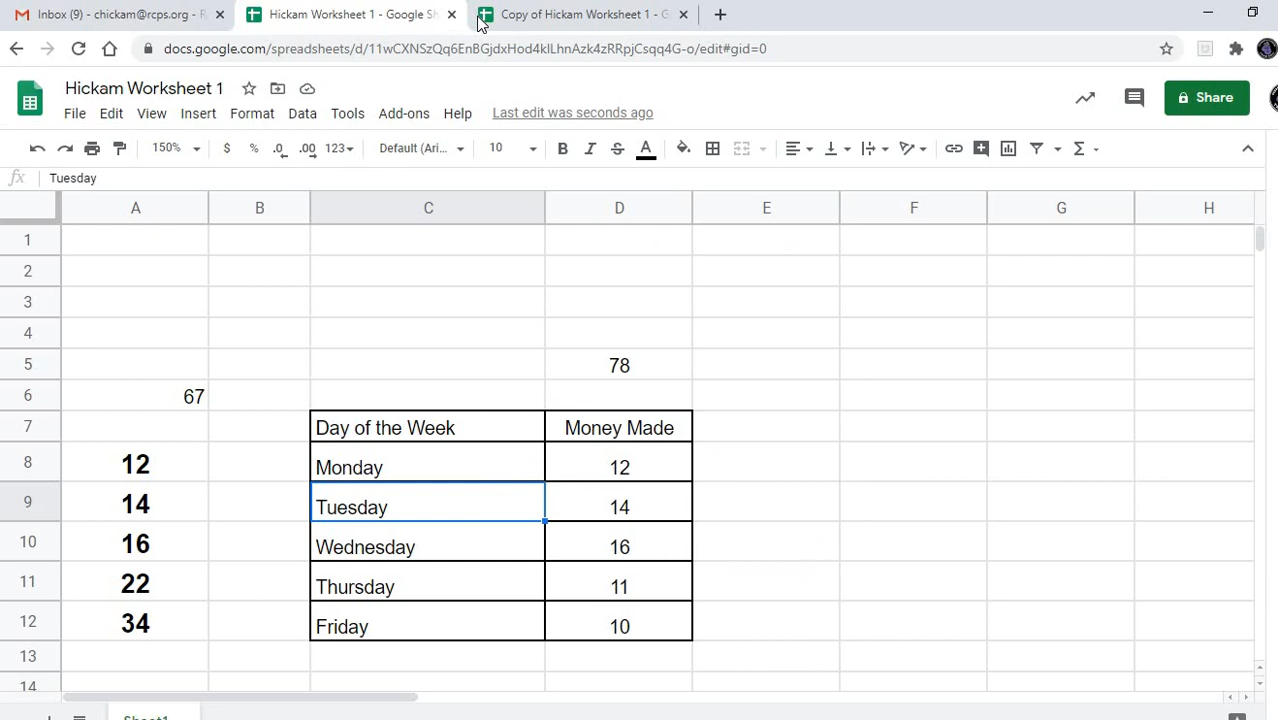 Inbox (9) - chickam@rcps.org - R
Hickam Worksheet 1 - Google Sh
Copy of Hickam Worksheet 1 - G
docs.google.com/spreadsheets/d/11wCXNSzQq6EnBGjdxHod4klLhnAzk4zRRpjCsqq4G-o/edit#gid=0
Hickam Worksheet 1
File Edit View Insert Format Data Tools Add-ons Help Last edit was seconds ago
Share
150% $ % .0 .00 123 Default (Ari... 10 B I S A Σ
fx Tuesday
A B C D E F G H
1
2
3
4
5 78
6 67
7 Day of the Week Money Made
8 12 Monday 12
9 14 Tuesday 14
10 16 Wednesday 16
11 22 Thursday 11
12 34 Friday 10
13
14
Sheet1